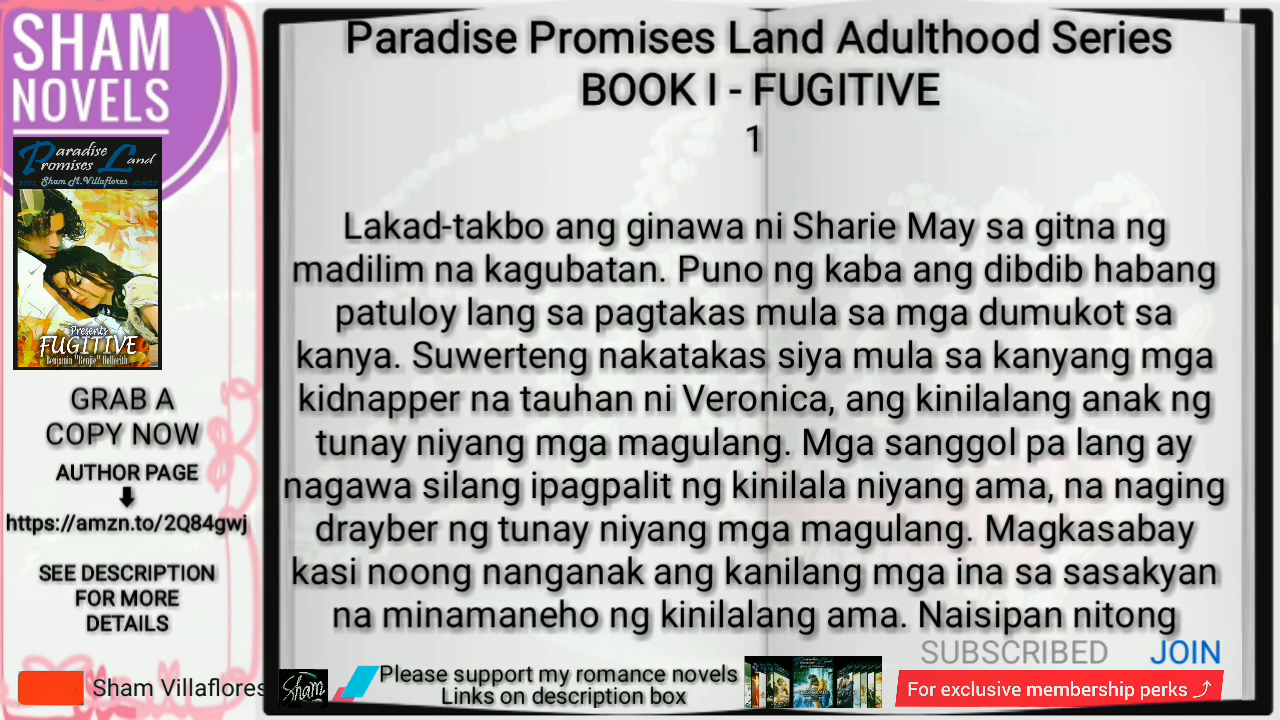 SHAM
NOVELS
Paradise
Promises Land
Sham M. Villaflores
Presents
FUGITIVE
GRAB A
COPY NOW
AUTHOR PAGE
https://amzn.to/2Q84gwj
SEE DESCRIPTION
FOR MORE
DETAILS
Sham Villaflores
Paradise Promises Land Adulthood Series
BOOK I - FUGITIVE
1
Lakad-takbo ang ginawa ni Sharie May sa gitna ng
madilim na kagubatan. Puno ng kaba ang dibdib habang
patuloy lang sa pagtakas mula sa mga dumukot sa
kanya. Suwerteng nakatakas siya mula sa kanyang mga
kidnapper na tauhan ni Veronica, ang kinilalang anak ng
tunay niyang mga magulang. Mga sanggol pa lang ay
nagawa silang ipagpalit ng kinilala niyang ama, na naging
drayber ng tunay niyang mga magulang. Magkasabay
kasi noong nanganak ang kanilang mga ina sa sasakyan
na minamaneho ng kinilalang ama. Naisipan nitong
SUBSCRIBED JOIN
Sham
Please support my romance novels
Links on description box
For exclusive membership perks